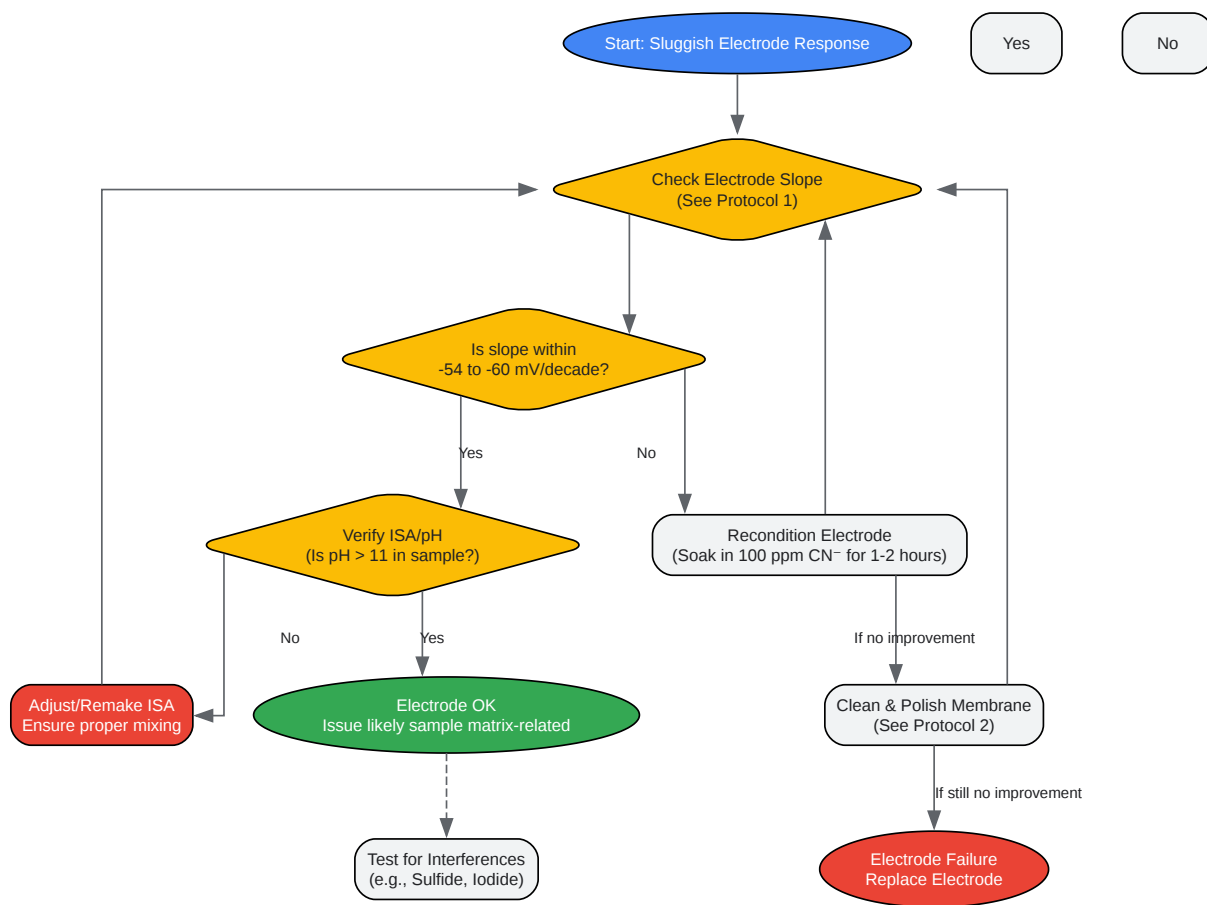 Start: Sluggish Electrode Response
Yes
No
Check Electrode Slope
(See Protocol 1)
Is slope within
-54 to -60 mV/decade?
Yes
No
Verify ISA/pH
(Is pH > 11 in sample?)
Recondition Electrode
(Soak in 100 ppm CN⁻ for 1-2 hours)
No
Yes
If no improvement
Adjust/Remake ISA
Ensure proper mixing
Electrode OK
Issue likely sample matrix-related
Clean & Polish Membrane
(See Protocol 2)
If still no improvement
Test for Interferences
(e.g., Sulfide, Iodide)
Electrode Failure
Replace Electrode